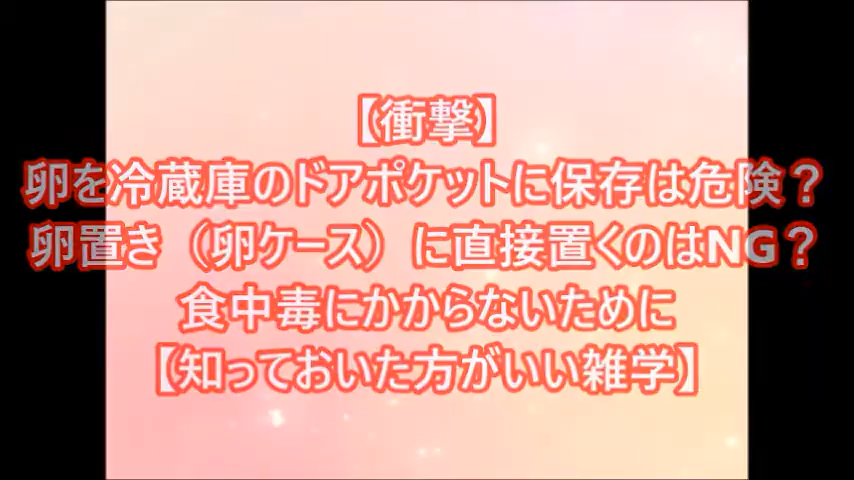 【衝撃】
卵を冷蔵庫のドアポケットに保存は危険？
卵置き（卵ケース）に直接置くのはNG？
食中毒にかからないために
【知っておいた方がいい雑学】